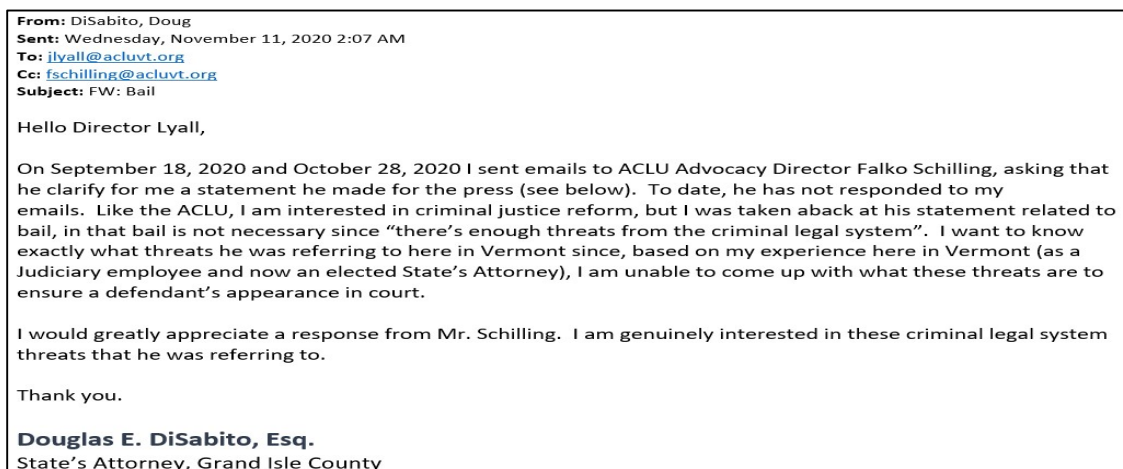 From: DiSabito, Doug
Sent: Wednesday, November 11, 2020 2:07 AM
To: jlyall@acluvt.org
Cc: fschilling@acluvt.org
Subject: FW: Bail
Hello Director Lyall,
On September 18, 2020 and October 28, 2020 I sent emails to ACLU Advocacy Director Falko Schilling, asking that
he clarify for me a statement he made for the press (see below).  To date, he has not responded to my
emails.  Like the ACLU, I am interested in criminal justice reform, but I was taken aback at his statement related to
bail, in that bail is not necessary since “there’s enough threats from the criminal legal system”.  I want to know
exactly what threats he was referring to here in Vermont since, based on my experience here in Vermont (as a
Judiciary employee and now an elected State’s Attorney), I am unable to come up with what these threats are to
ensure a defendant’s appearance in court.
I would greatly appreciate a response from Mr. Schilling.  I am genuinely interested in these criminal legal system
threats that he was referring to.
Thank you.
Douglas E. DiSabito, Esq.
State’s Attorney, Grand Isle County